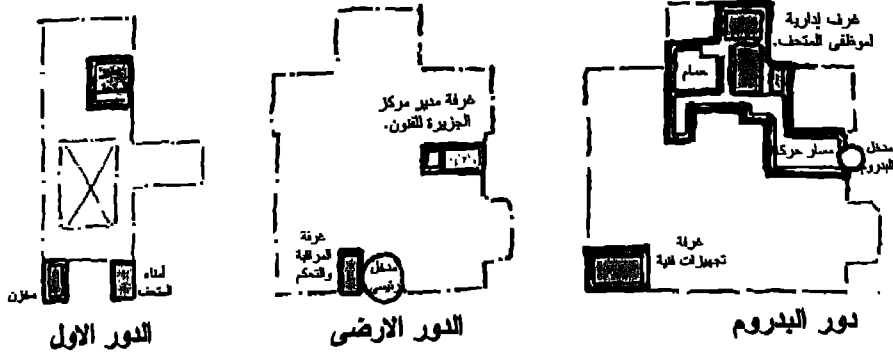 غرف إدارية
لموظفى المتحف.
حمام
مسار حركة
مدخل
البدروم
غرفة
تجهيزات فنية
دور البدروم
غرفة مدير مركز
الجزيرة للفنون.
غرفة
المراقبة
والتحكم
مدخل
رئيسى
الدور الارضى
أمناء
المتحف
مخزن
الدور الاول